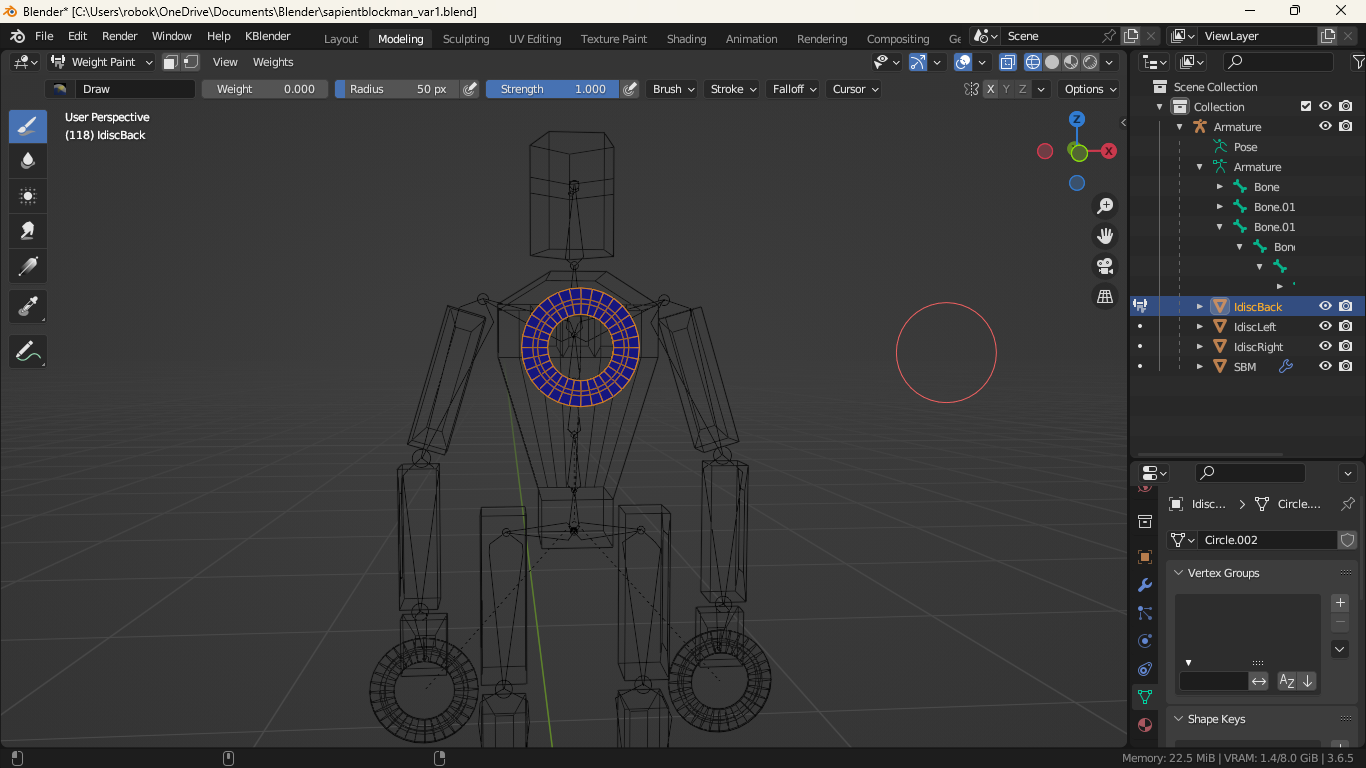 Blender* [C:\Users\robok\OneDrive\Documents\Blender\sapientblockman_var1.blend]
File Edit Render Window Help KBlender Layout Modeling Sculpting UV Editing Texture Paint Shading Animation Rendering Compositing Ge Scene ViewLayer
Weight Paint View Weights
Draw Weight 0.000 Radius 50 px Strength 1.000 Brush Stroke Falloff Cursor X Y Z Options
User Perspective
(118) IdiscBack
Z
X
Scene Collection
Collection
Armature
Pose
Armature
Bone
Bone.01
Bone.01
Bone
IdiscBack
IdiscLeft
IdiscRight
SBM
Idisc... Circle....
Circle.002
Vertex Groups
AZ
Shape Keys
Memory: 22.5 MiB | VRAM: 1.4/8.0 GiB | 3.6.5